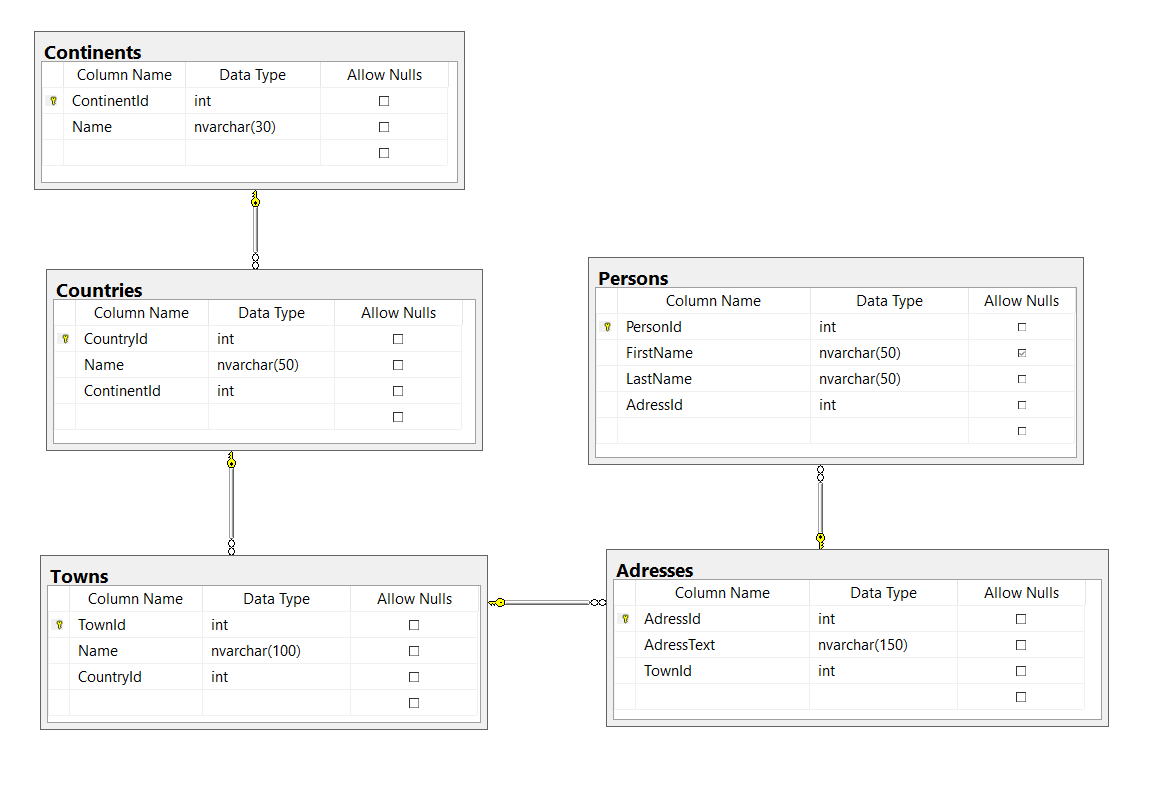 Continents
Column Name Data Type Allow Nulls
ContinentId int
Name nvarchar(30)
Countries
Column Name Data Type Allow Nulls
CountryId int
Name nvarchar(50)
ContinentId int
Persons
Column Name Data Type Allow Nulls
PersonId int
FirstName nvarchar(50)
LastName nvarchar(50)
AdressId int
Towns
Column Name Data Type Allow Nulls
TownId int
Name nvarchar(100)
CountryId int
Adresses
Column Name Data Type Allow Nulls
AdressId int
AdressText nvarchar(150)
TownId int